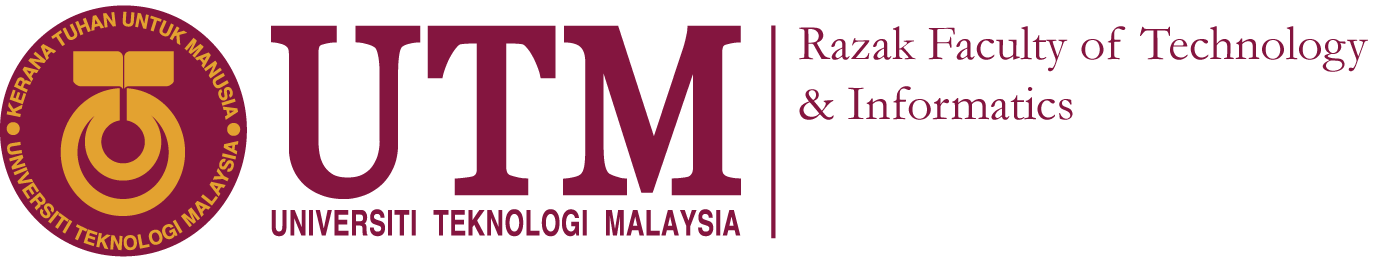 KERANA TUHAN UNTUK MANUSIA
UNIVERSITI TEKNOLOGI MALAYSIA
UTM
UNIVERSITI TEKNOLOGI MALAYSIA
Razak Faculty of Technology
& Informatics